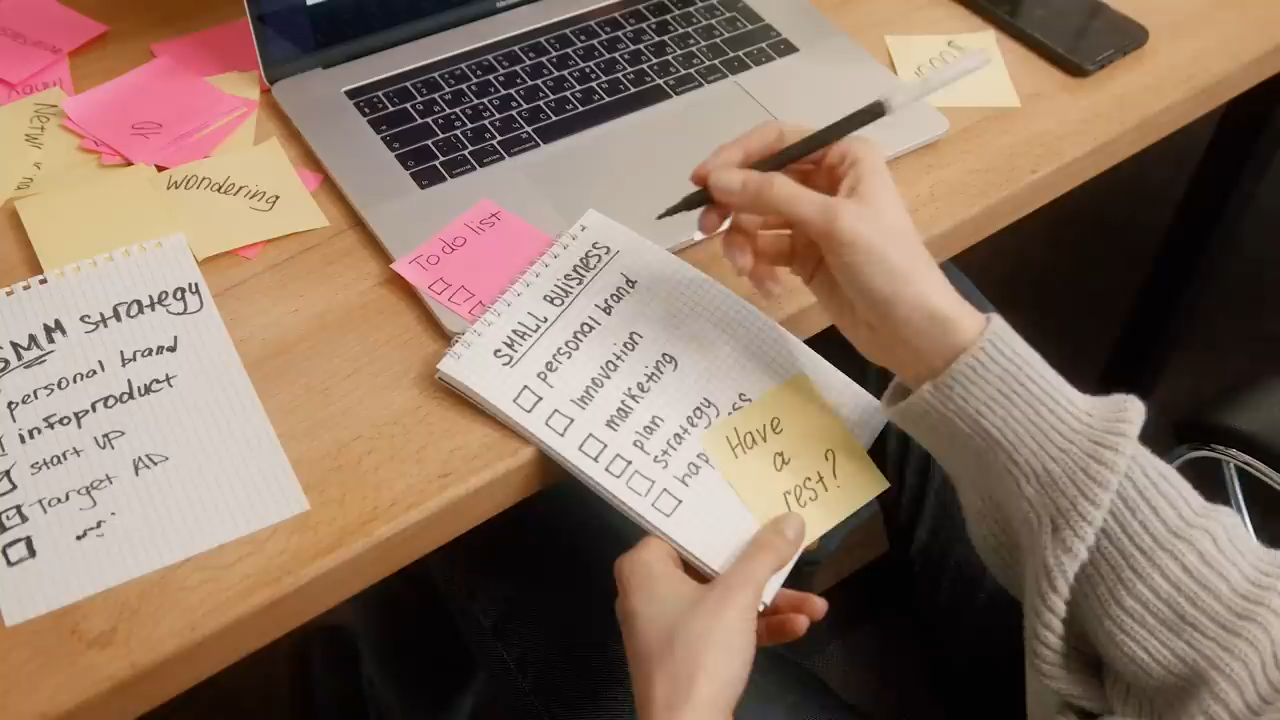 wondering
To do list
SMM strategy
personal brand
infoproduct
start UP
Target AD
SMALL BUISNESS
personal brand
Innovation
marketing
plan
strategy
Have
a
rest?